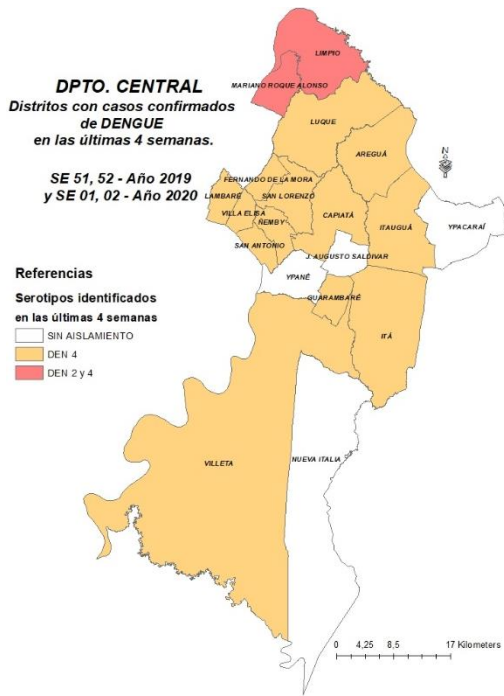 DPTO. CENTRAL
Distritos con casos confirmados
de DENGUE
en las últimas 4 semanas.
SE 51, 52 - Año 2019
y SE 01, 02 - Año 2020
LIMPIO
MARIANO ROQUE ALONSO
LUQUE
AREGUÁ
FERNANDO DE LA MORA
LAMBARÉ
SAN LORENZO
VILLA ELISA
ÑEMBY
CAPIATÁ
ITAUGUÁ
YPACARAÍ
SAN ANTONIO
J. AUGUSTO SALDIVAR
YPANÉ
GUARAMBARÉ
ITÁ
VILLETA
NUEVA ITALIA
Referencias
Serotipos identificados
en las últimas 4 semanas
SIN AISLAMIENTO
DEN 4
DEN 2 y 4
0 4,25 8,5 17 Kilometers